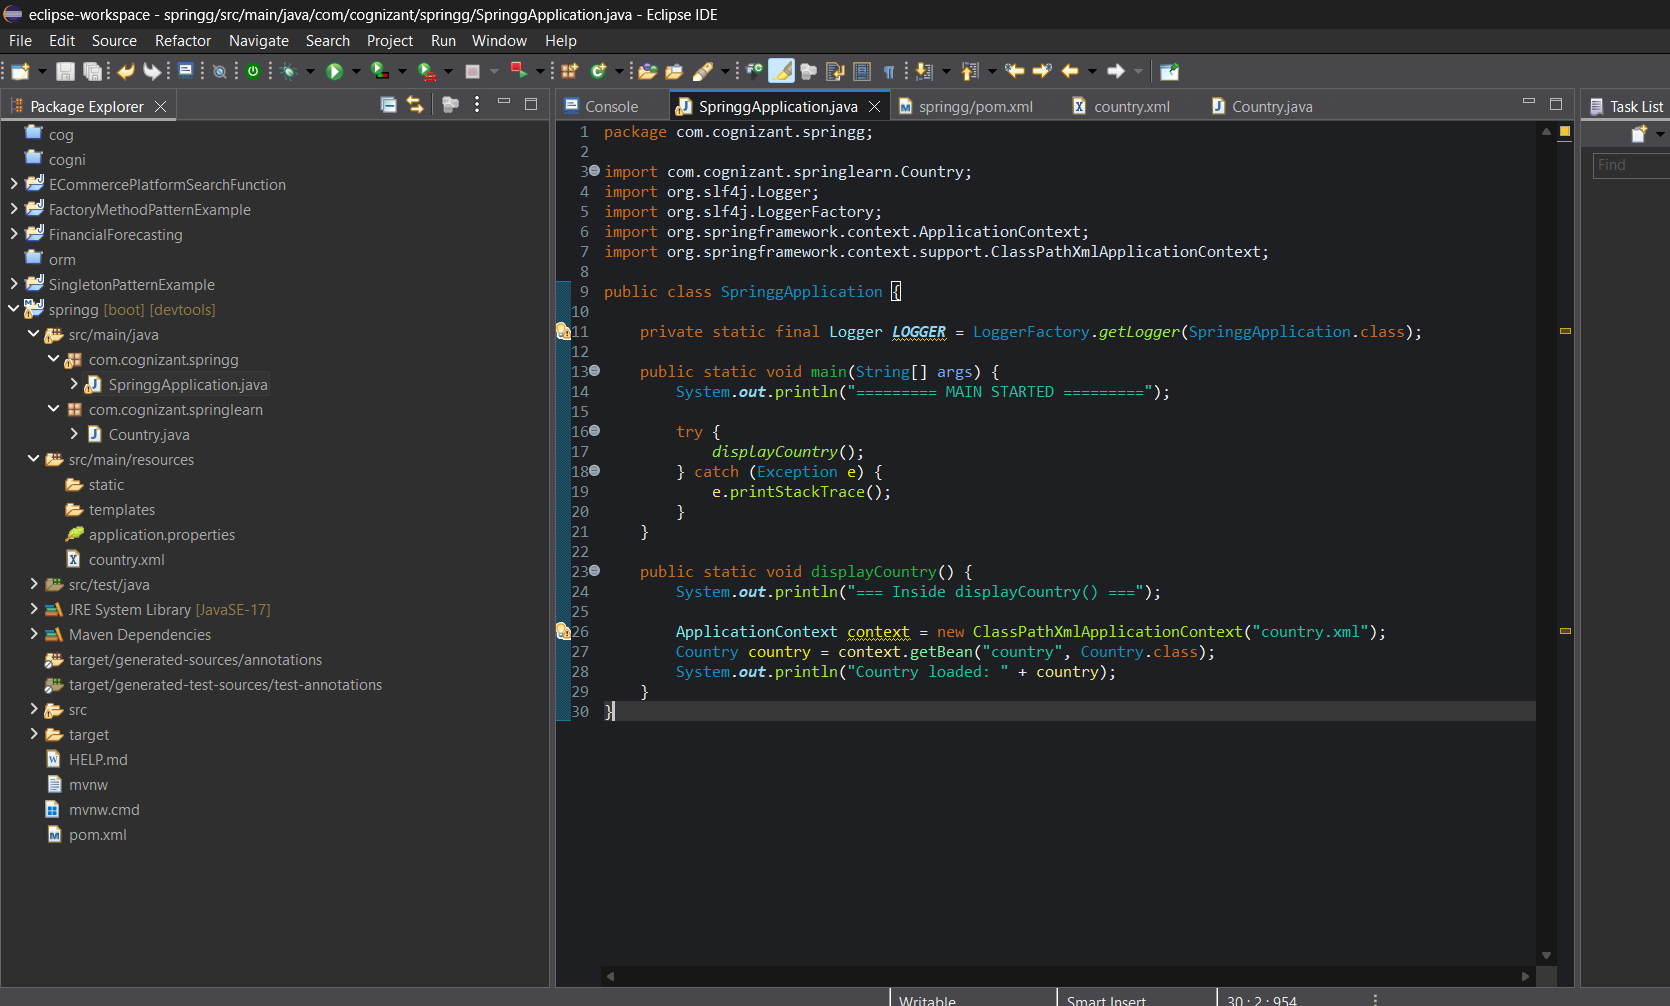 eclipse-workspace - springg/src/main/java/com/cognizant/springg/SpringgApplication.java - Eclipse IDE
File Edit Source Refactor Navigate Search Project Run Window Help
Package Explorer
cog
cogni
ECommercePlatformSearchFunction
FactoryMethodPatternExample
FinancialForecasting
orm
SingletonPatternExample
springg [boot] [devtools]
src/main/java
com.cognizant.springg
SpringgApplication.java
com.cognizant.springlearn
Country.java
src/main/resources
static
templates
application.properties
country.xml
src/test/java
JRE System Library [JavaSE-17]
Maven Dependencies
target/generated-sources/annotations
target/generated-test-sources/test-annotations
src
target
HELP.md
mvnw
mvnw.cmd
pom.xml
Console SpringgApplication.java springg/pom.xml country.xml Country.java
1 package com.cognizant.springg;
2
3 import com.cognizant.springlearn.Country;
4 import org.slf4j.Logger;
5 import org.slf4j.LoggerFactory;
6 import org.springframework.context.ApplicationContext;
7 import org.springframework.context.support.ClassPathXmlApplicationContext;
8
9 public class SpringgApplication {
10
11 private static final Logger LOGGER = LoggerFactory.getLogger(SpringgApplication.class);
12
13 public static void main(String[] args) {
14 System.out.println("========= MAIN STARTED =========");
15
16 try {
17 displayCountry();
18 } catch (Exception e) {
19 e.printStackTrace();
20 }
21 }
22
23 public static void displayCountry() {
24 System.out.println("=== Inside displayCountry() ===");
25
26 ApplicationContext context = new ClassPathXmlApplicationContext("country.xml");
27 Country country = context.getBean("country", Country.class);
28 System.out.println("Country loaded: " + country);
29 }
30 }
Task List
Find
Writable Smart Insert 30 : 2 : 954